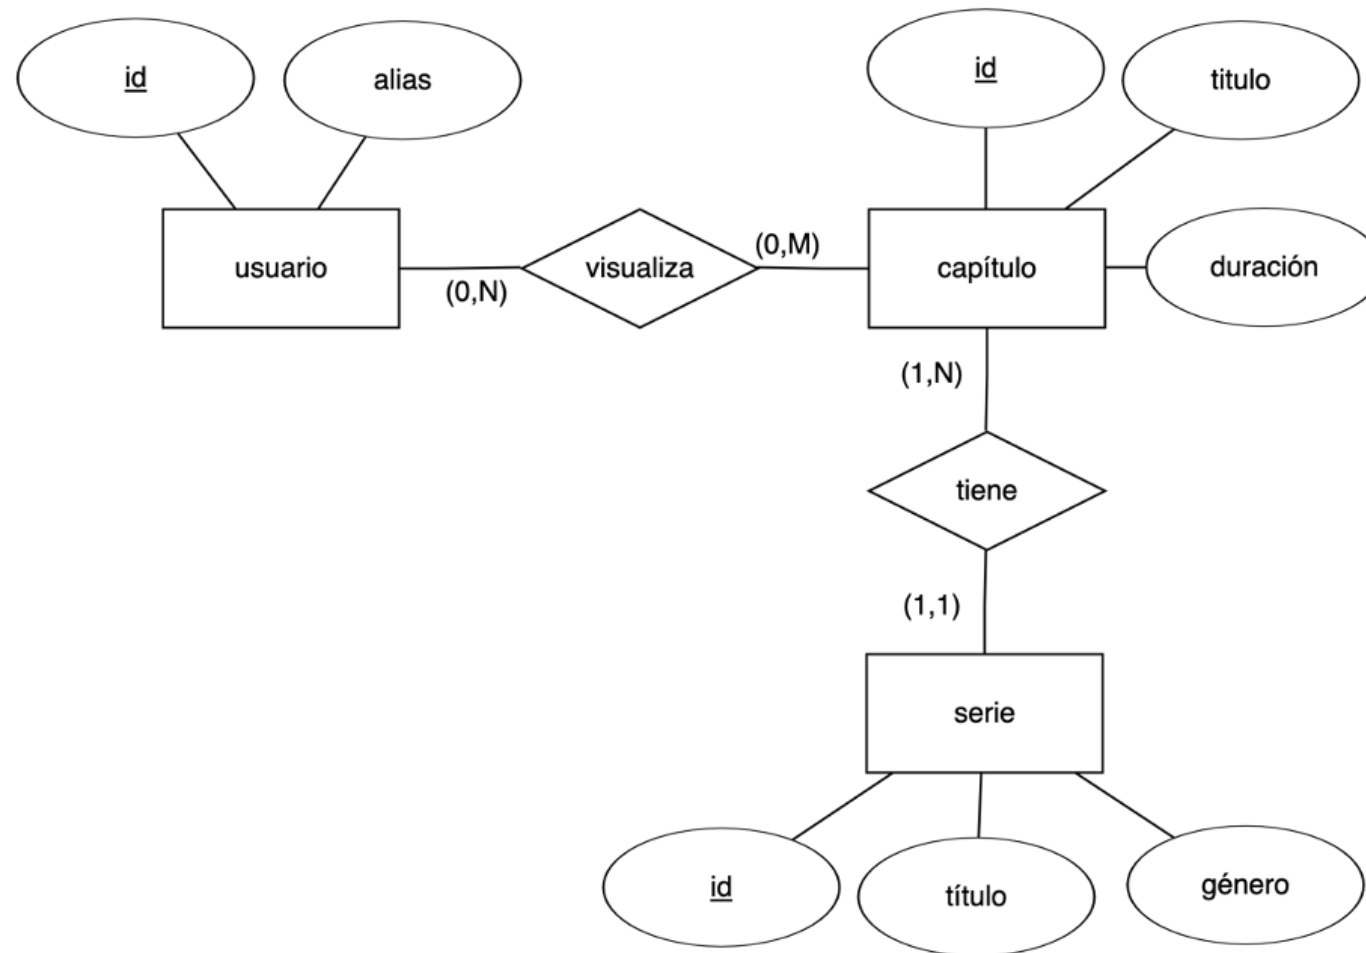 id
alias
id
titulo
usuario
(0,N)
visualiza
(0,M)
capítulo
duración
(1,N)
tiene
(1,1)
serie
id
título
género